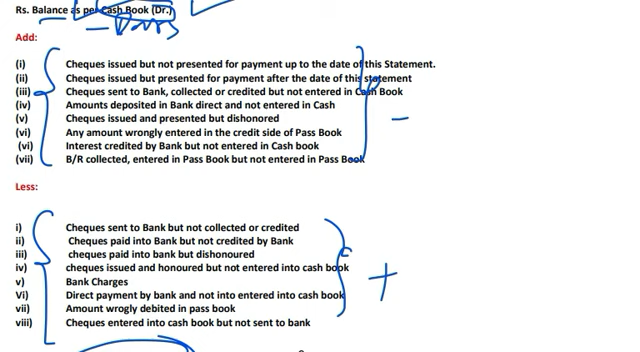 Rs. Balance as per Cash Book (Dr.)
Add:
(i) Cheques issued but not presented for payment up to the date of this Statement.
(ii) Cheques issued but presented for payment after the date of this statement
(iii) Cheques sent to Bank, collected or credited but not entered in Cash Book
(iv) Amounts deposited in Bank direct and not entered in Cash
(v) Cheques issued and presented but dishonored
(vi) Any amount wrongly entered in the credit side of Pass Book
(vi) Interest credited by Bank but not entered in Cash book
(vii) B/R collected, entered in Pass Book but not entered in Pass Book
—
Less:
i) Cheques sent to Bank but not collected or credited
ii) Cheques paid into Bank but not credited by Bank
iii) cheques paid into bank but dishonoured
iv) cheques issued and honoured but not entered into cash book
v) Bank Charges
Vi) Direct payment by bank and not into entered into cash book
vii) Amount wrogly debited in pass book
viii) Cheques entered into cash book but not sent to bank
+